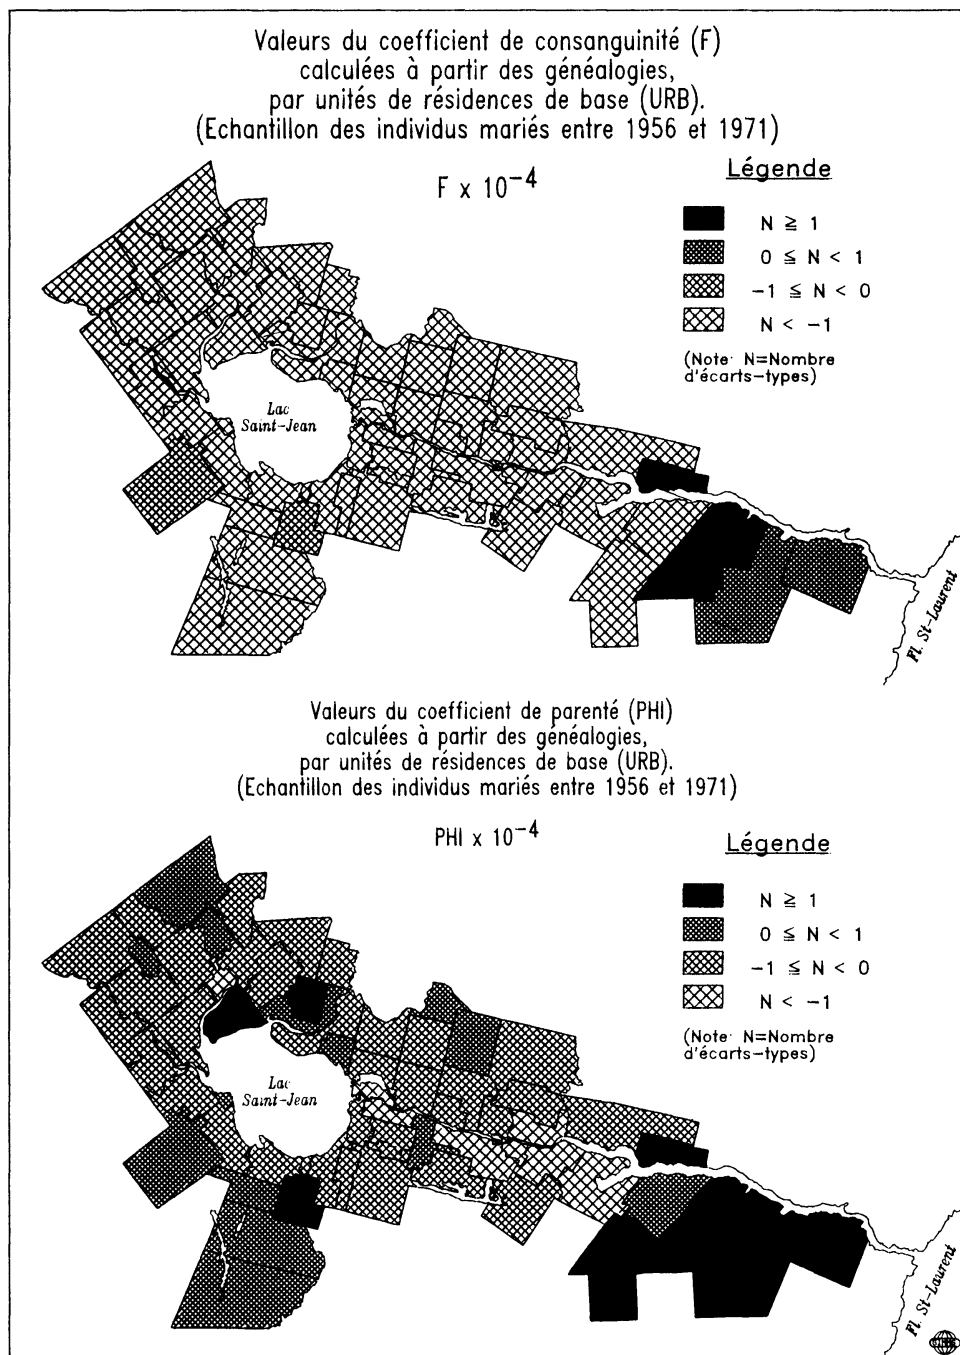 Valeurs du coefficient de consanguinité (F)
calculées à partir des généalogies,
par unités de résidences de base (URB).
(Echantillon des individus mariés entre 1956 et 1971)
F x 10⁻⁴
Légende
N ≧ 1
0 ≦ N < 1
-1 ≦ N < 0
N < -1
(Note: N=Nombre
d'écarts-types)
Lac
Saint-Jean
Fl. St-Laurent
Valeurs du coefficient de parenté (PHI)
calculées à partir des généalogies,
par unités de résidences de base (URB).
(Echantillon des individus mariés entre 1956 et 1971)
PHI x 10⁻⁴
Légende
N ≧ 1
0 ≦ N < 1
-1 ≦ N < 0
N < -1
(Note: N=Nombre
d'écarts-types)
Lac
Saint-Jean
Fl. St-Laurent